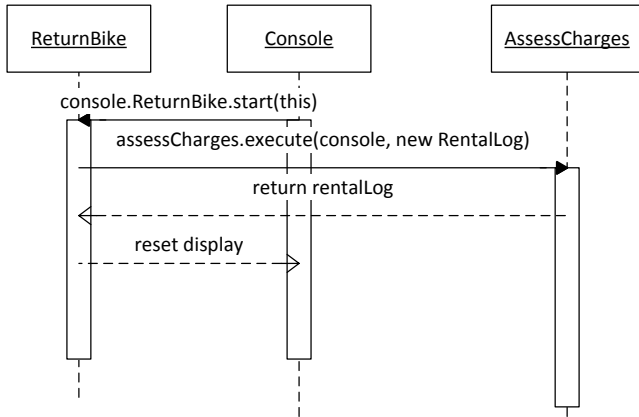 ReturnBike
Console
AssessCharges
console.ReturnBike.start(this)
assessCharges.execute(console, new RentalLog)
return rentalLog
reset display